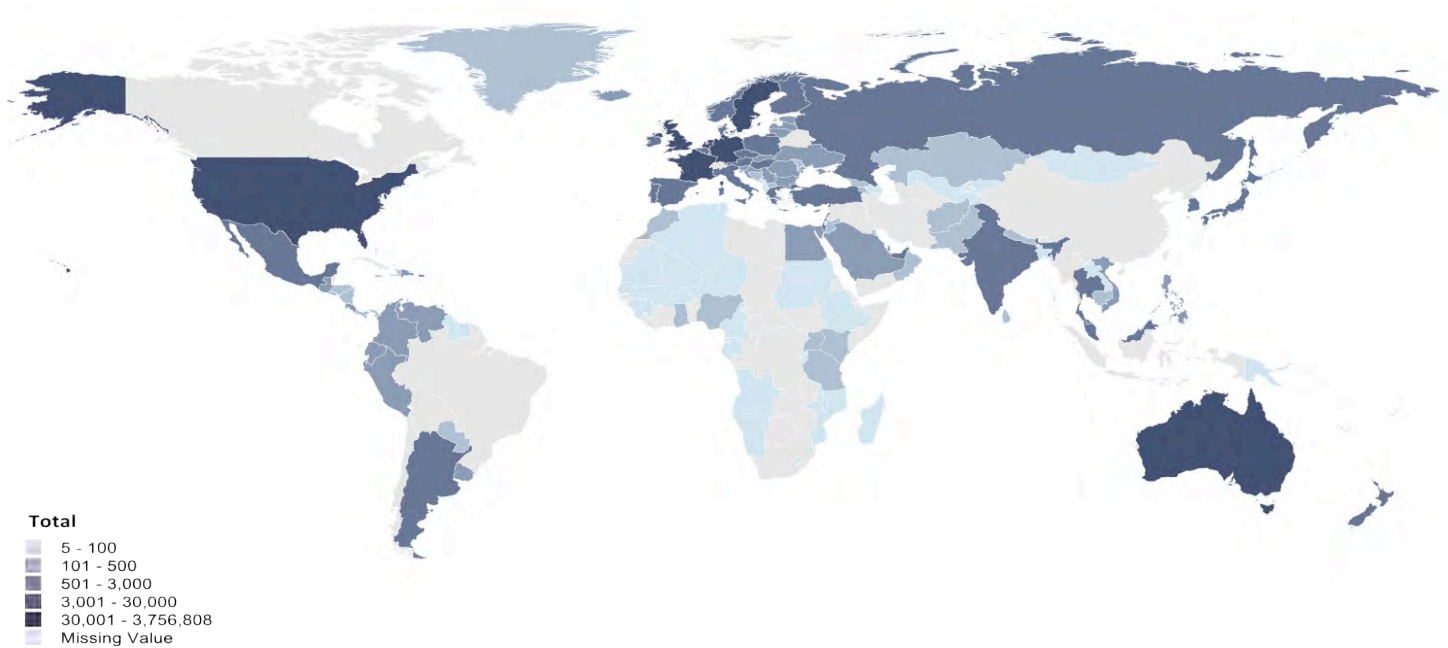 Total
5 - 100
101 - 500
501 - 3,000
3,001 - 30,000
30,001 - 3,756,808
Missing Value